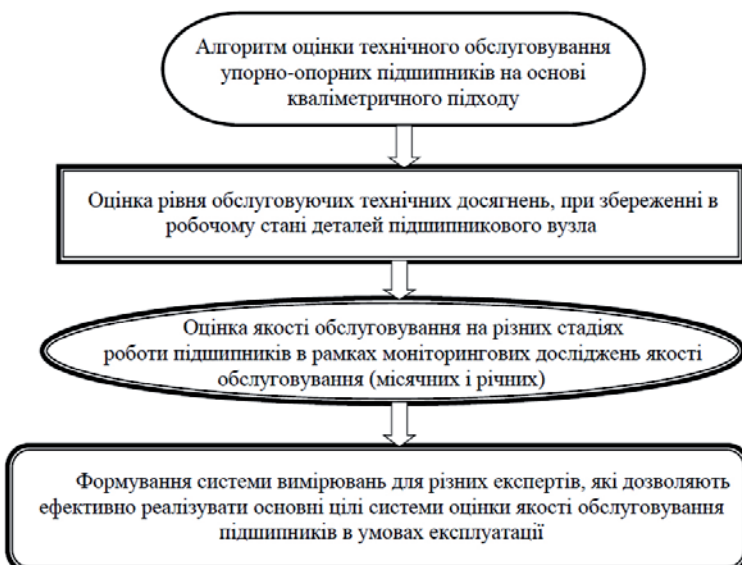 Алгоритм оцінки технічного обслуговування
упорно-опорних підшипників на основі
кваліметричного підходу
Оцінка рівня обслуговуючих технічних досягнень, при збереженні в
робочому стані деталей підшипникового вузла
Оцінка якості обслуговування на різних стадіях
роботи підшипників в рамках моніторингових досліджень якості
обслуговування (місячних і річних)
Формування системи вимірювань для різних експертів, які дозволяють
ефективно реалізувати основні цілі системи оцінки якості обслуговування
підшипників в умовах експлуатації